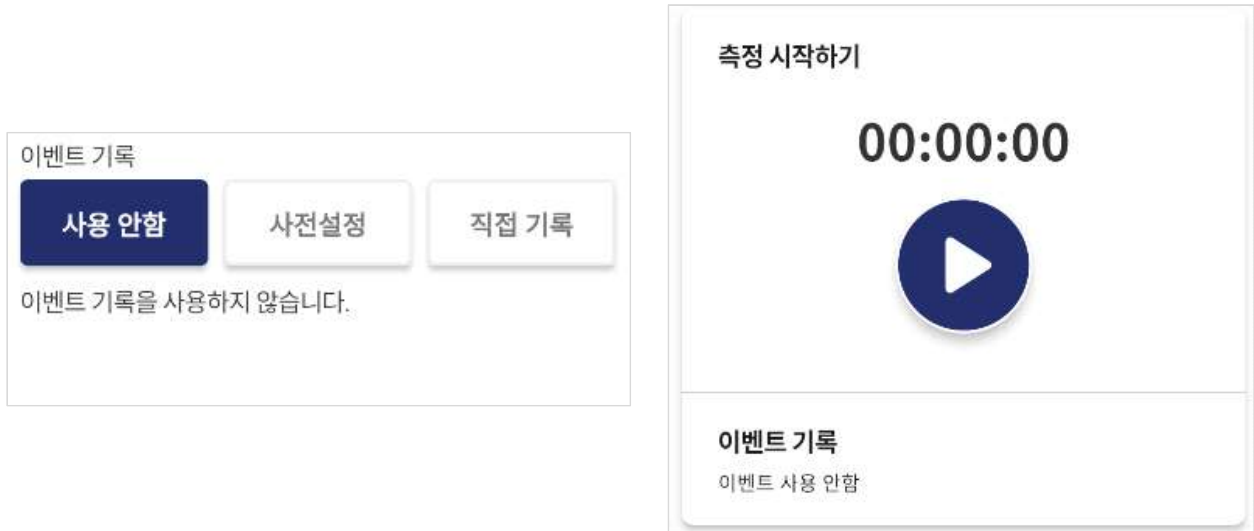 이벤트 기록
사용 안함 사전설정 직접 기록
이벤트 기록을 사용하지 않습니다.
측정 시작하기
00:00:00
이벤트 기록
이벤트 사용 안함